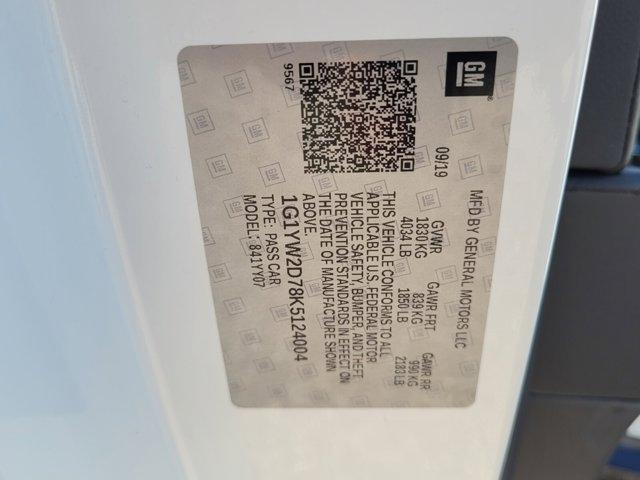 GM
MFD BY GENERAL MOTORS LLC
09/19
GVWR
1830 KG
4034 LB
GAWR FRT
839 KG
1850 LB
GAWR RR
990 KG
2183 LB
THIS VEHICLE CONFORMS TO ALL
APPLICABLE U.S. FEDERAL MOTOR
VEHICLE SAFETY, BUMPER, AND THEFT
PREVENTION STANDARDS IN EFFECT ON
THE DATE OF MANUFACTURE SHOWN
ABOVE.
1G1YW2D78K5124004
TYPE: PASS CAR
MODEL: 841YY07
9567